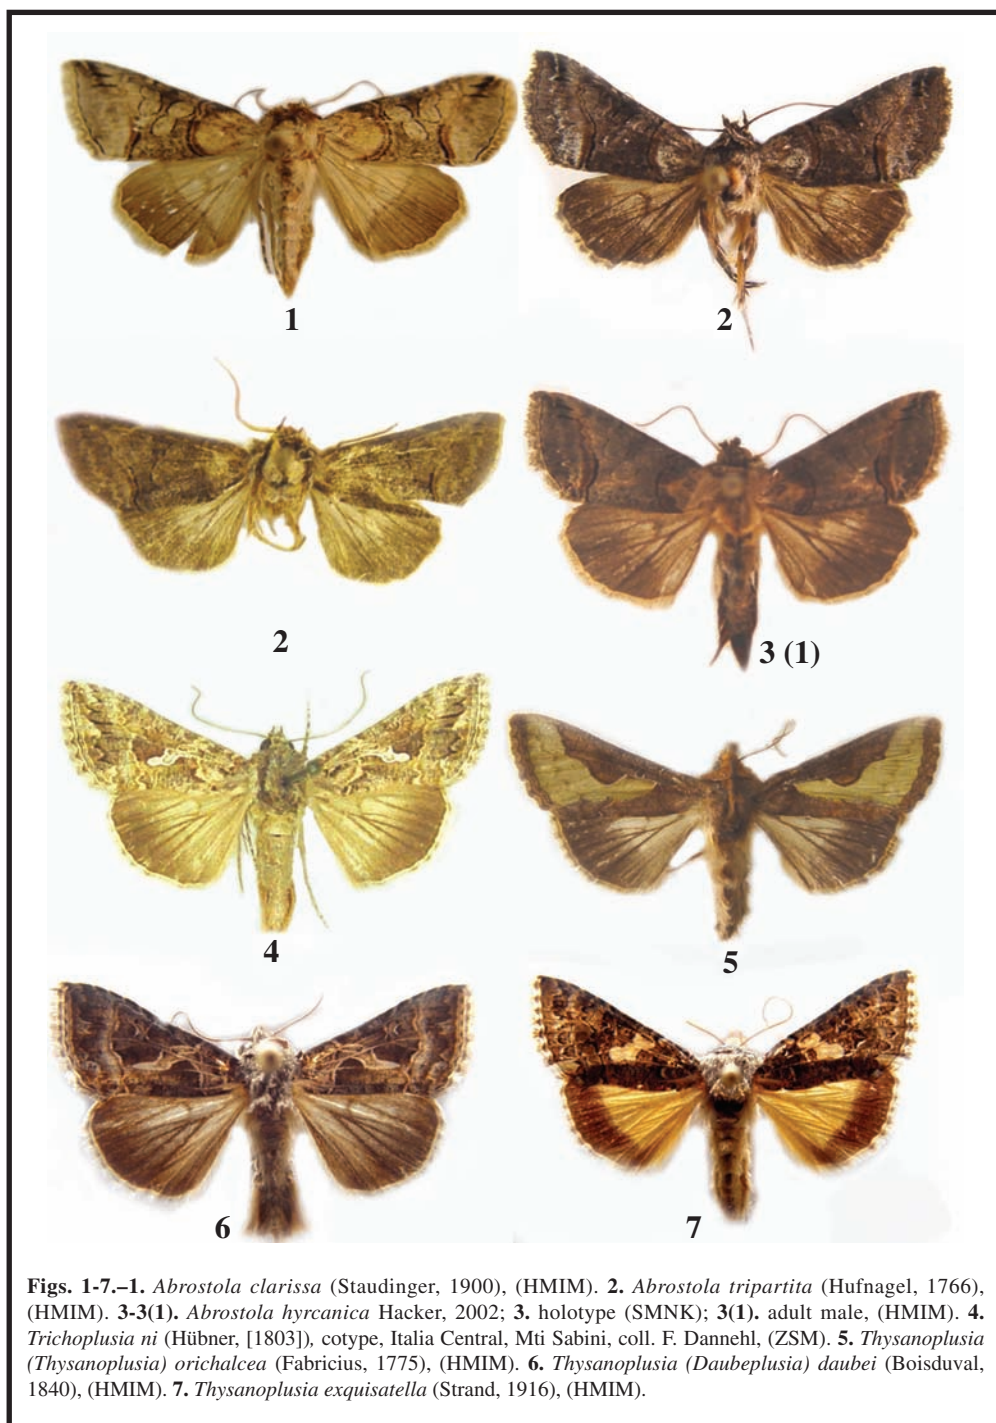 1
2
2
3 (1)
4
5
6
7
Figs. 1-7.–1. Abrostola clarissa (Staudinger, 1900), (HMIM). 2. Abrostola tripartita (Hufnagel, 1766),
(HMIM). 3-3(1). Abrostola hyrcanica Hacker, 2002; 3. holotype (SMNK); 3(1). adult male, (HMIM). 4.
Trichoplusia ni (Hübner, [1803]), cotype, Italia Central, Mti Sabini, coll. F. Dannehl, (ZSM). 5. Thysanoplusia
(Thysanoplusia) orichalcea (Fabricius, 1775), (HMIM). 6. Thysanoplusia (Daubeplusia) daubei (Boisduval,
1840), (HMIM). 7. Thysanoplusia exquisatella (Strand, 1916), (HMIM).